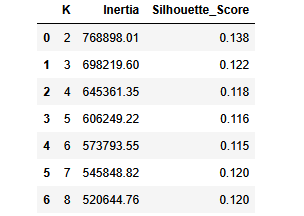 K Inertia Silhouette_Score
0 2 768898.01 0.138
1 3 698219.60 0.122
2 4 645361.35 0.118
3 5 606249.22 0.116
4 6 573793.55 0.115
5 7 545848.82 0.120
6 8 520644.76 0.120